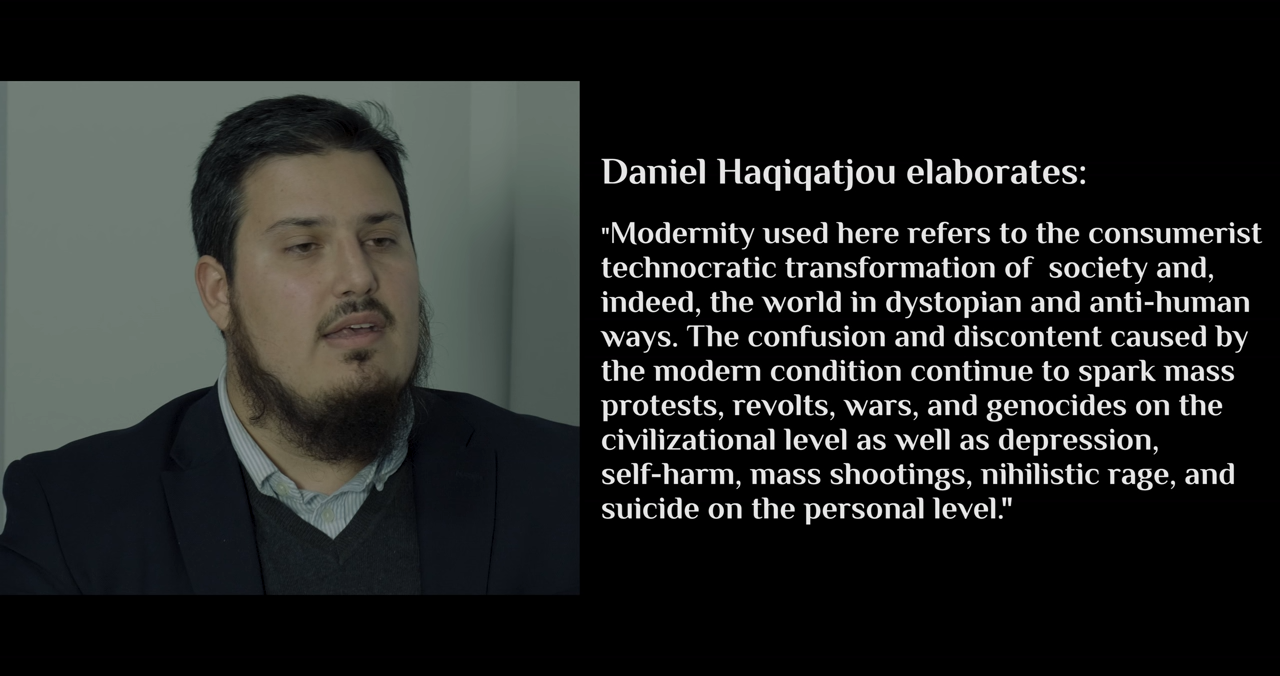 Daniel Haqiqatjou elaborates:
"Modernity used here refers to the consumerist
technocratic transformation of  society and,
indeed, the world in dystopian and anti-human
ways. The confusion and discontent caused by
the modern condition continue to spark mass
protests, revolts, wars, and genocides on the
civilizational level as well as depression,
self-harm, mass shootings, nihilistic rage, and
suicide on the personal level."